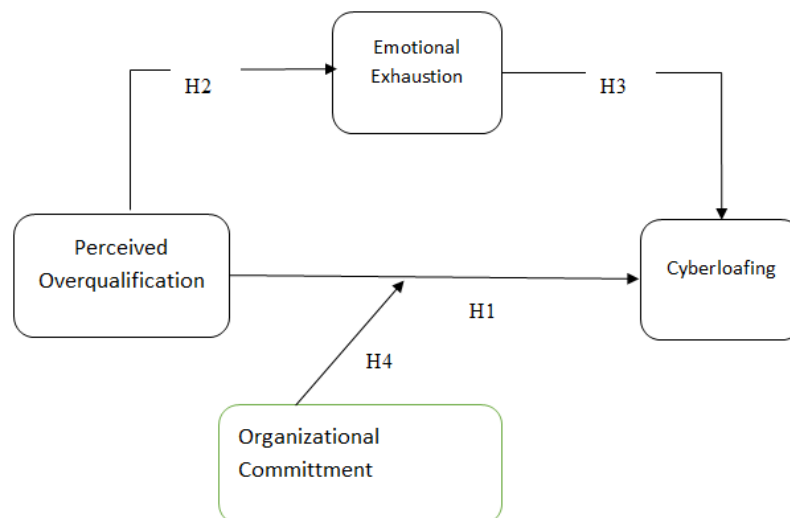 Emotional
Exhaustion
H2
H3
Perceived
Overqualification
Cyberloafing
H1
H4
Organizational
Committment